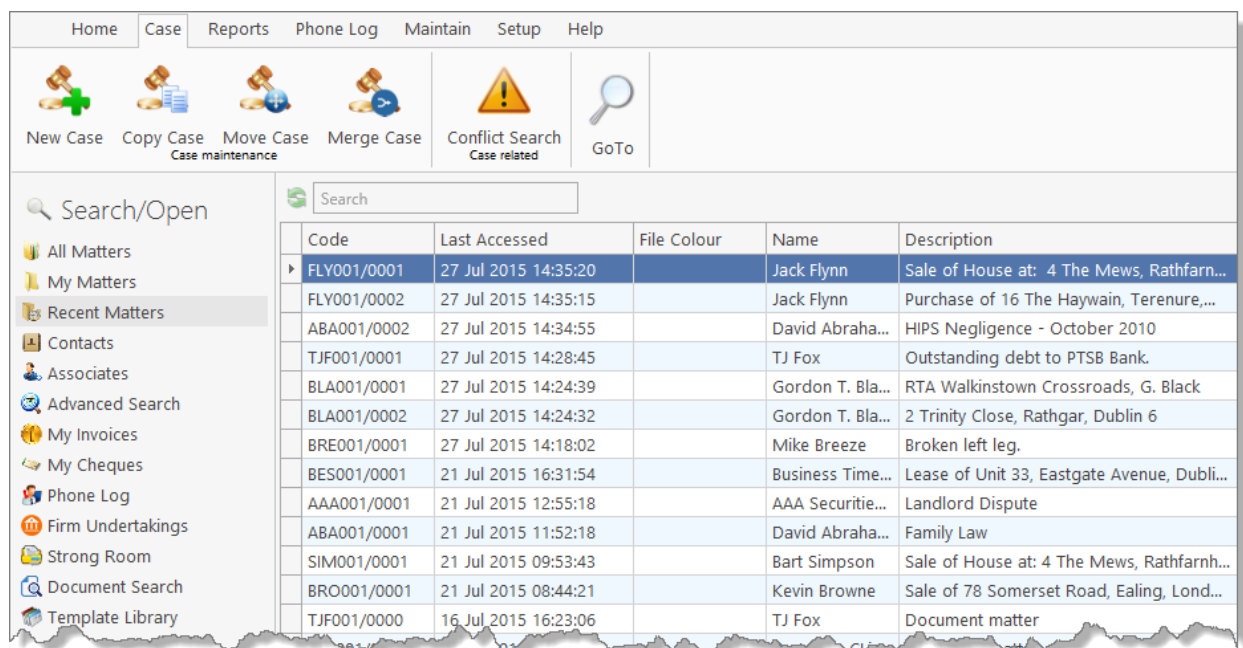 Home Case Reports Phone Log Maintain Setup Help
New Case Copy Case Move Case Merge Case Conflict Search GoTo
Case maintenance Case related
Search/Open
Search
All Matters
My Matters
Recent Matters
Contacts
Associates
Advanced Search
My Invoices
My Cheques
Phone Log
Firm Undertakings
Strong Room
Document Search
Template Library
Code Last Accessed File Colour Name Description
FLY001/0001 27 Jul 2015 14:35:20 Jack Flynn Sale of House at: 4 The Mews, Rathfarn...
FLY001/0002 27 Jul 2015 14:35:15 Jack Flynn Purchase of 16 The Haywain, Terenure,...
ABA001/0002 27 Jul 2015 14:34:55 David Abraha... HIPS Negligence - October 2010
TJF001/0001 27 Jul 2015 14:28:45 TJ Fox Outstanding debt to PTSB Bank.
BLA001/0001 27 Jul 2015 14:24:39 Gordon T. Bla... RTA Walkinstown Crossroads, G. Black
BLA001/0002 27 Jul 2015 14:24:32 Gordon T. Bla... 2 Trinity Close, Rathgar, Dublin 6
BRE001/0001 27 Jul 2015 14:18:02 Mike Breeze Broken left leg.
BES001/0001 21 Jul 2015 16:31:54 Business Time... Lease of Unit 33, Eastgate Avenue, Dubli...
AAA001/0001 21 Jul 2015 12:55:18 AAA Securitie... Landlord Dispute
ABA001/0001 21 Jul 2015 11:52:18 David Abraha... Family Law
SIM001/0001 21 Jul 2015 09:53:43 Bart Simpson Sale of House at: 4 The Mews, Rathfarnh...
BRO001/0001 21 Jul 2015 08:44:21 Kevin Browne Sale of 78 Somerset Road, Ealing, Lond...
TJF001/0000 16 Jul 2015 16:23:06 TJ Fox Document matter